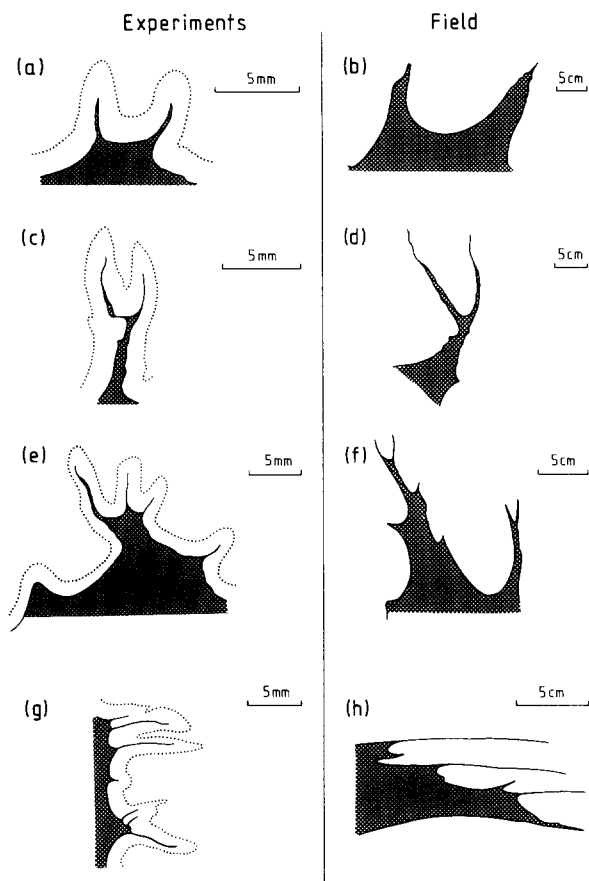 Experiments Field
(a) 5mm (b) 5cm
(c) 5mm (d) 5cm
(e) 5mm (f) 5cm
(g) 5mm (h) 5cm